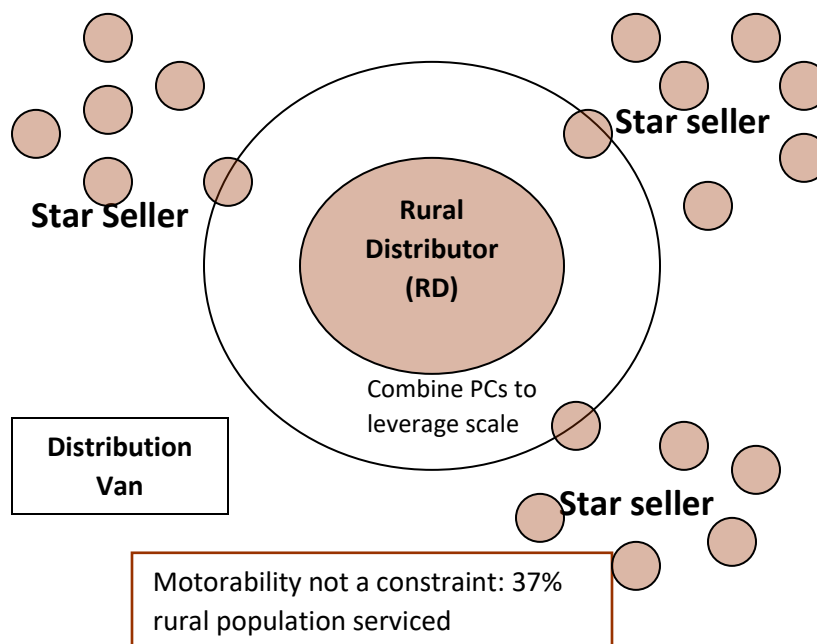 Star seller
Star Seller
Rural
Distributor
(RD)
Combine PCs to
leverage scale
Distribution
Van
Star seller
Motorability not a constraint: 37%
rural population serviced